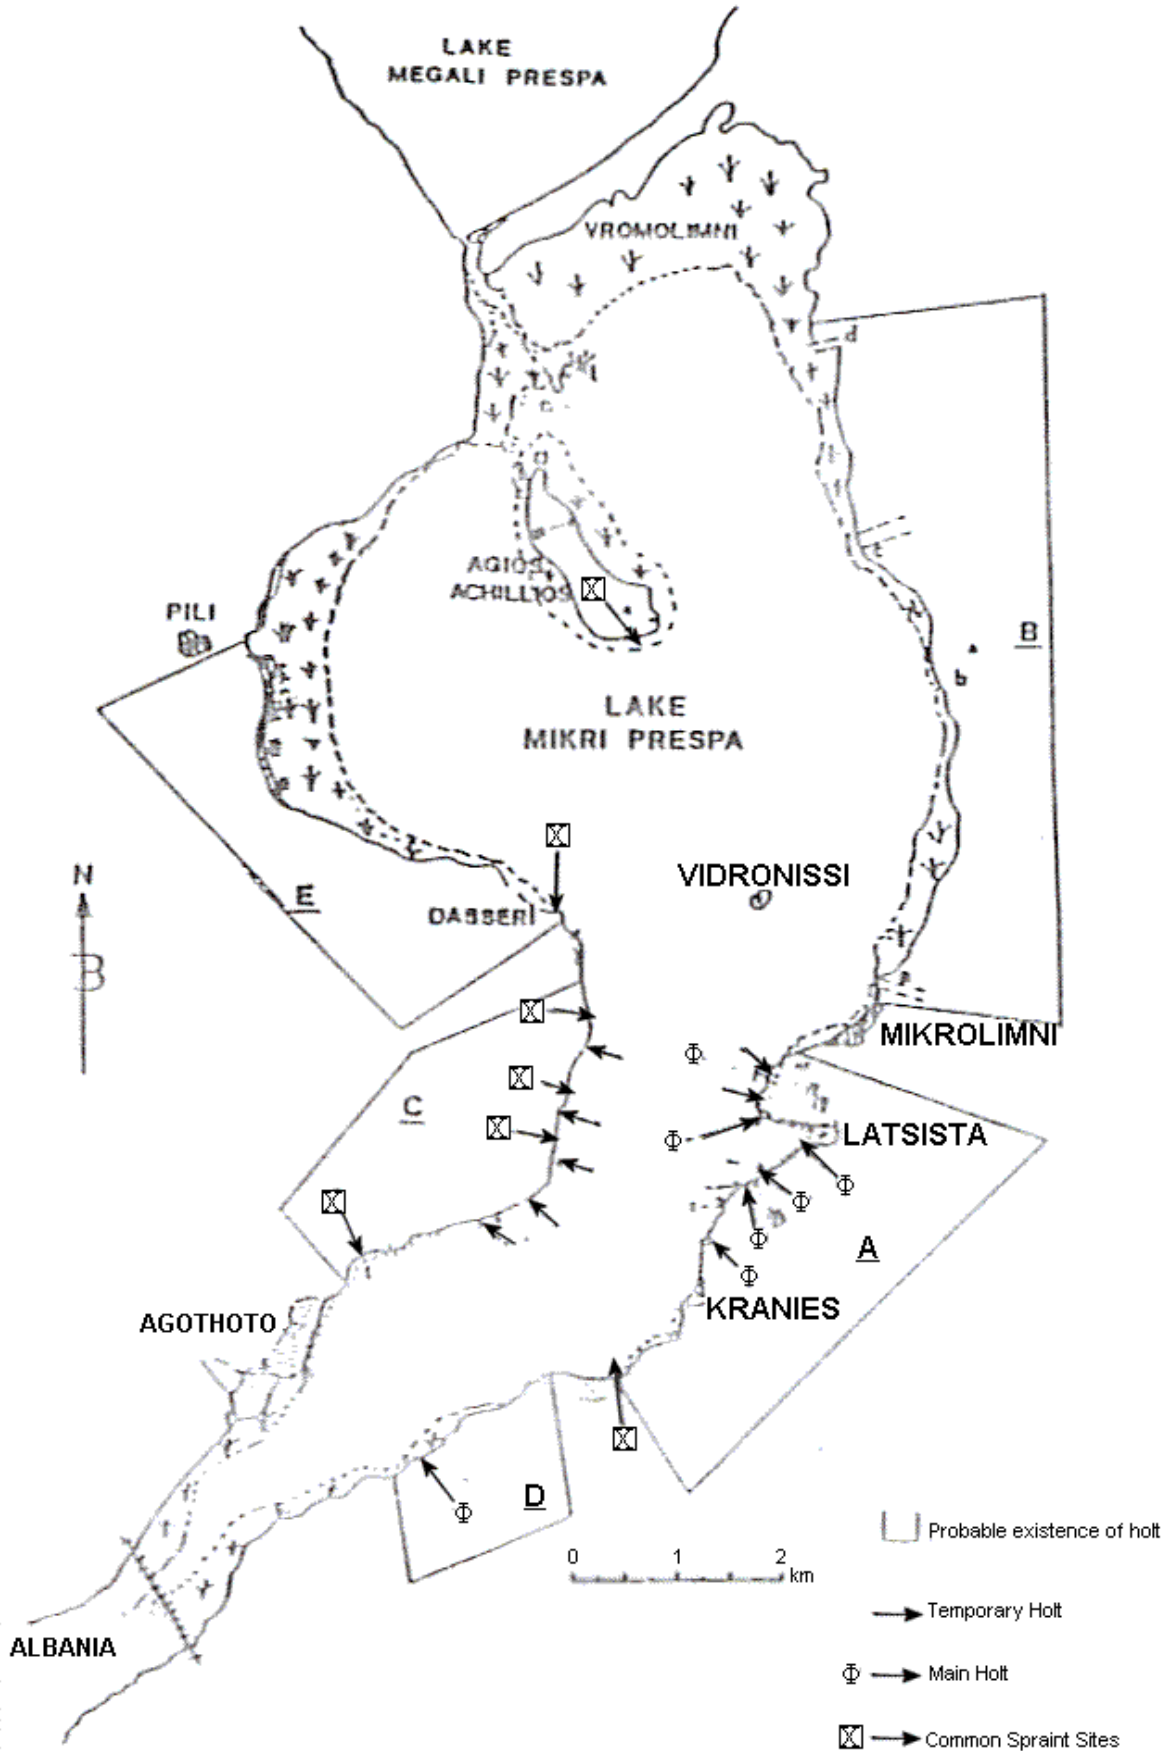 LAKE
MEGALI PRESPA
VROMOLIMNI
d
t
AGIOS
ACHILLIOS
PILI
B
b
LAKE
MIKRI PRESPA
VIDRONISSI
N
E
DASSERI
B
MIKROLIMNI
C
LATSISTA
A
KRANIES
AGOTHOTO
D
0 1 2
km
ALBANIA
Probable existence of holt
Temporary Holt
Φ Main Holt
Common Spraint Sites